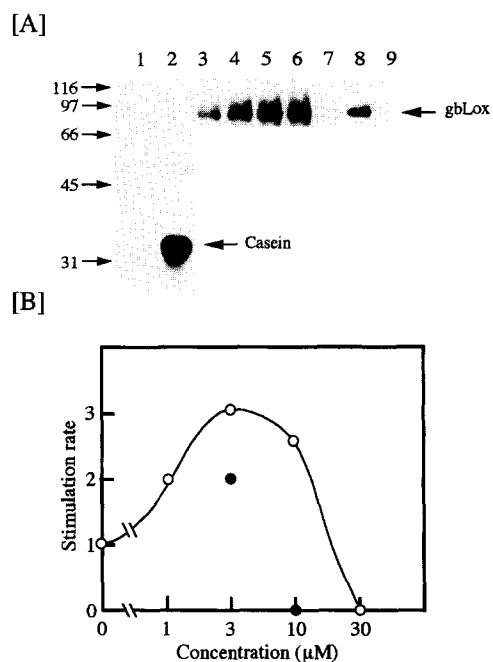 [A]
1 2 3 4 5 6 7 8 9
116
97
66
45
31
gbLox
Casein
[B]
Stimulation rate
3
2
1
0
0 1 3 10 30
Concentration (µM)